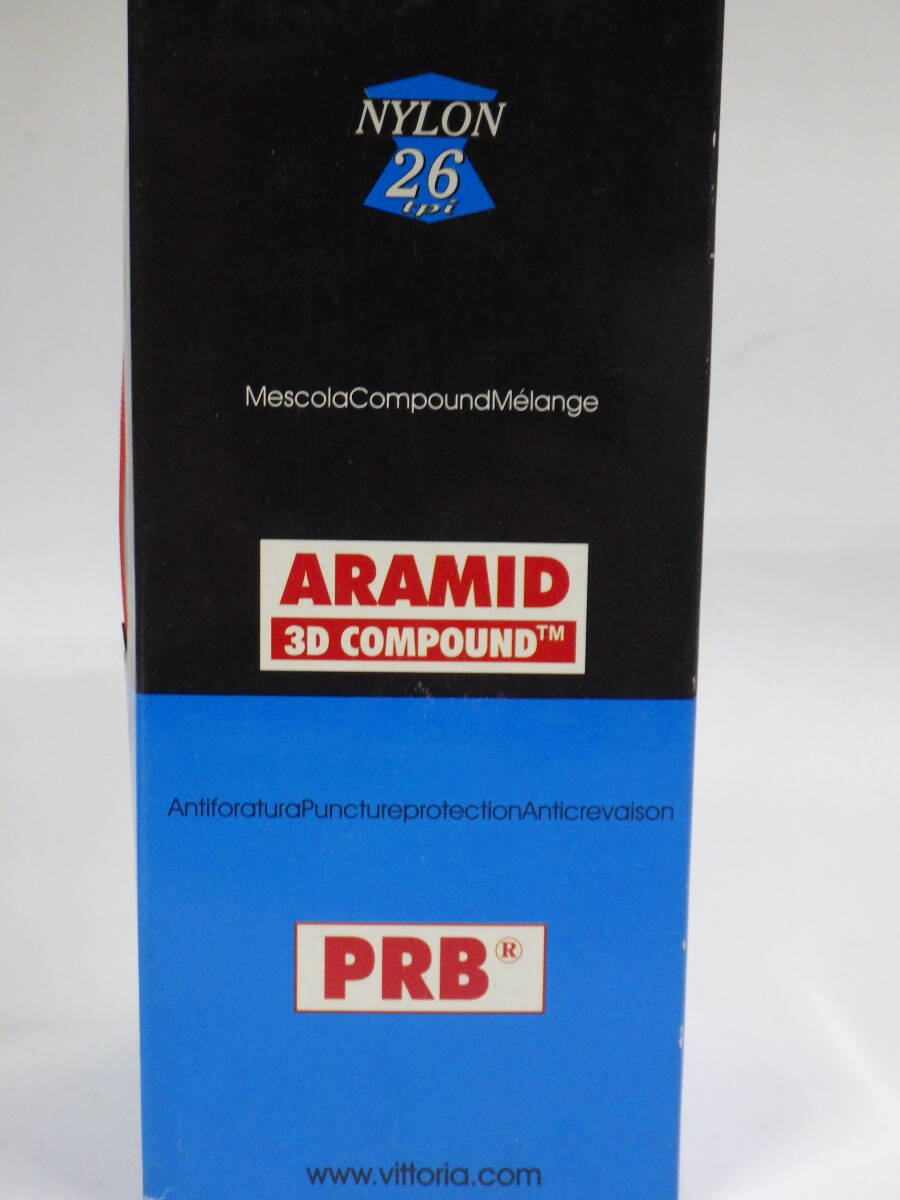 NYLON
26
tpi
MescolaCompoundMélange
ARAMID
3D COMPOUND™
AntiforaturaPunctureprotectionAnticrevaison
PRB®
www.vittoria.com